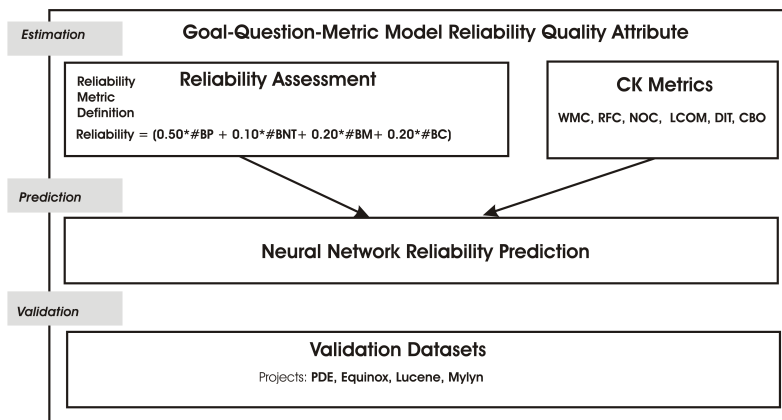 Estimation
Goal-Question-Metric Model Reliability Quality Attribute
Reliability Assessment
Reliability
Metric
Definition
Reliability = (0.50*#BP + 0.10*#BNT+ 0.20*#BM+ 0.20*#BC)
CK Metrics
WMC, RFC, NOC, LCOM, DIT, CBO
Prediction
Neural Network Reliability Prediction
Validation
Validation Datasets
Projects: PDE, Equinox, Lucene, Mylyn